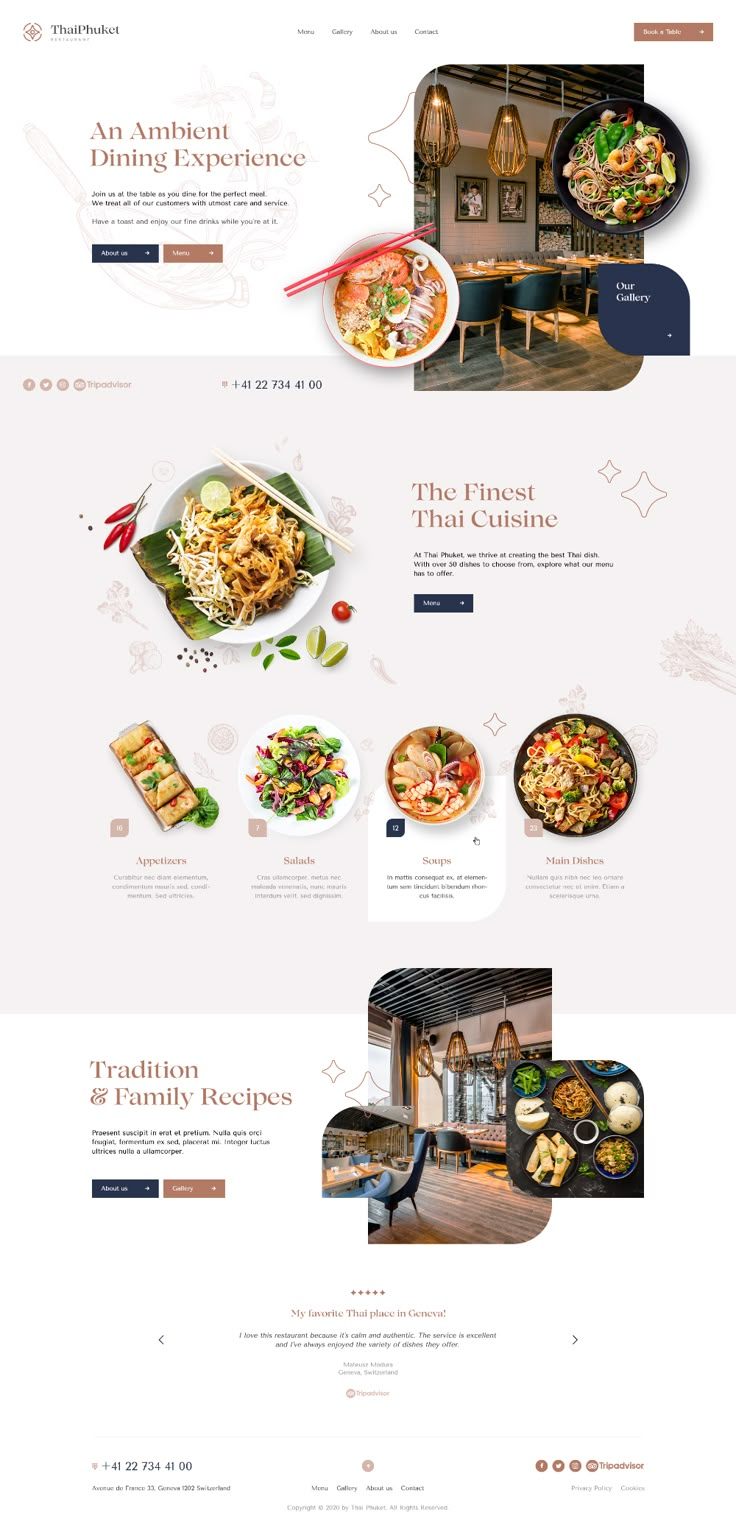 ThaiPhuket
RESTAURANT
Menu Gallery About us Contact
Book a Table
An Ambient
Dining Experience
Join us at the table as you dine for the perfect meal.
We treat all of our customers with utmost care and service.
Have a toast and enjoy our fine drinks while you're at it.
About us
Menu
Our
Gallery
Tripadvisor
+41 22 734 41 00
The Finest
Thai Cuisine
At Thai Phuket, we thrive at creating the best Thai dish.
With over 50 dishes to choose from, explore what our menu
has to offer.
Menu
10
Appetizers
Curabitur nec diam elementum,
condimentum mauris sed, condi-
mentum. Sed ultricies.
7
Salads
Cras ullamcorper, metus nec
malesda venenatis, nunc mauris
interdum velit, sed dignissim.
12
Soups
In mattis consequat ex, at elemen-
tum sem tincidunt bibendum rhon-
cus facilisis.
23
Main Dishes
Nullam quis nibh nec leo ornare
consectetur nec et enim. Etiam a
scelerisque urna.
Tradition
& Family Recipes
Praesent suscipit in erat et pretium. Nulla quis orci
feugiat, fermentum ex sed, placerat mi. Integer luctus
ultrices nulla a ullamcorper.
About us
Gallery
My favorite Thai place in Geneva!
I love this restaurant because it's calm and authentic. The service is excellent
and I've always enjoyed the variety of dishes they offer.
Mateusz Madura
Geneva, Switzerland
Tripadvisor
+41 22 734 41 00
Tripadvisor
Avenue de France 33, Geneva 1202 Switzerland
Menu Gallery About us Contact
Privacy Policy Cookies
Copyright © 2020 by Thai Phuket. All Rights Reserved.